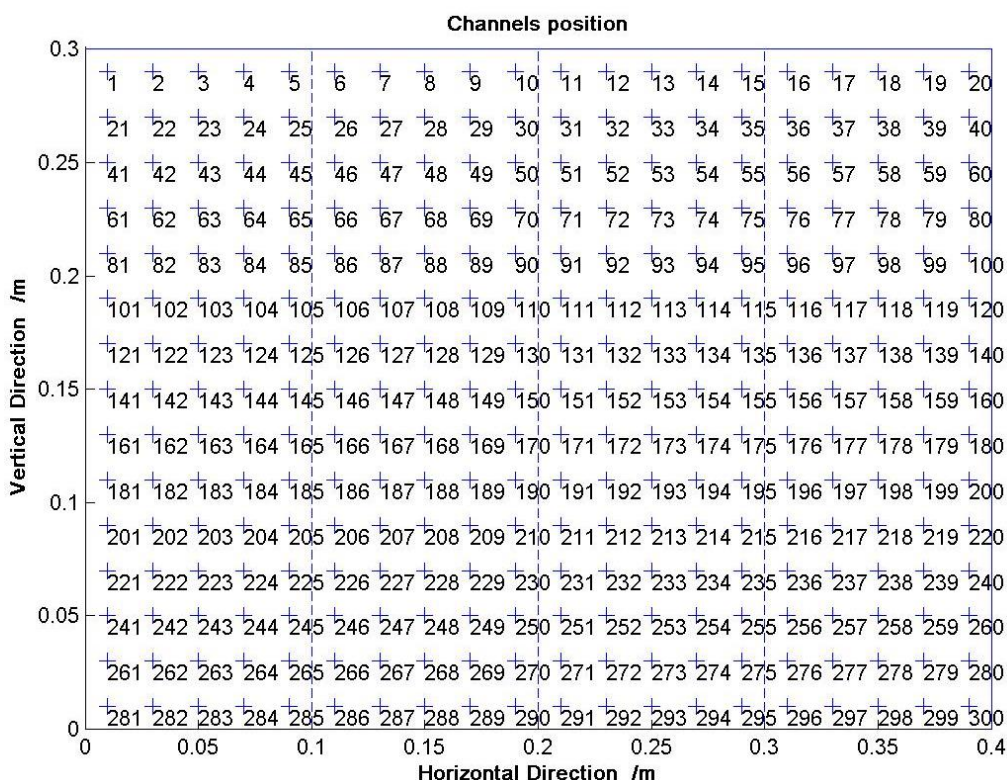 Channels position
0.3
1 2 3 4 5 6 7 8 9 10 11 12 13 14 15 16 17 18 19 20
21 22 23 24 25 26 27 28 29 30 31 32 33 34 35 36 37 38 39 40
0.25
41 42 43 44 45 46 47 48 49 50 51 52 53 54 55 56 57 58 59 60
61 62 63 64 65 66 67 68 69 70 71 72 73 74 75 76 77 78 79 80
81 82 83 84 85 86 87 88 89 90 91 92 93 94 95 96 97 98 99 100
0.2
101 102 103 104 105 106 107 108 109 110 111 112 113 114 115 116 117 118 119 120
121 122 123 124 125 126 127 128 129 130 131 132 133 134 135 136 137 138 139 140
0.15
141 142 143 144 145 146 147 148 149 150 151 152 153 154 155 156 157 158 159 160
161 162 163 164 165 166 167 168 169 170 171 172 173 174 175 176 177 178 179 180
181 182 183 184 185 186 187 188 189 190 191 192 193 194 195 196 197 198 199 200
0.1
201 202 203 204 205 206 207 208 209 210 211 212 213 214 215 216 217 218 219 220
221 222 223 224 225 226 227 228 229 230 231 232 233 234 235 236 237 238 239 240
0.05
241 242 243 244 245 246 247 248 249 250 251 252 253 254 255 256 257 258 259 260
261 262 263 264 265 266 267 268 269 270 271 272 273 274 275 276 277 278 279 280
281 282 283 284 285 286 287 288 289 290 291 292 293 294 295 296 297 298 299 300
0
0 0.05 0.1 0.15 0.2 0.25 0.3 0.35 0.4
Horizontal Direction /m
Vertical Direction /m